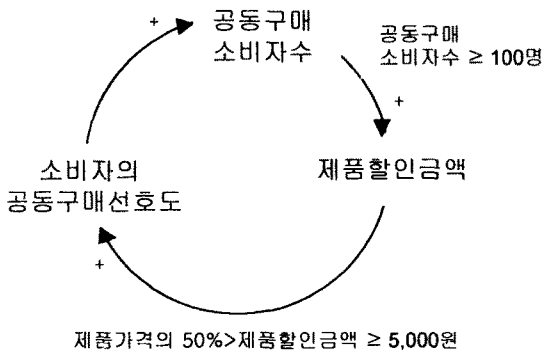 +
공동구매
소비자수
공동구매
소비자수 ≥ 100명
+
제품할인금액
소비자의
공동구매선호도
+
제품가격의 50%>제품할인금액 ≥ 5,000원